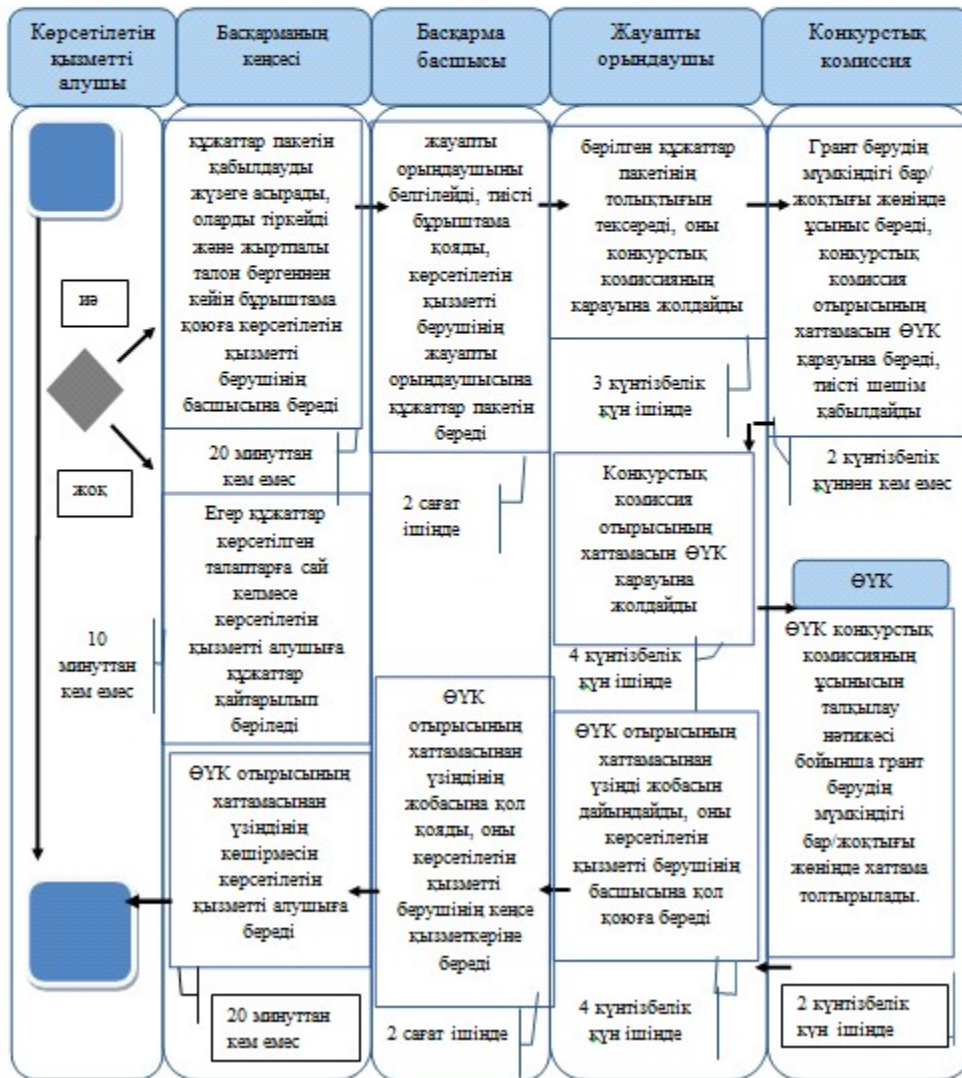 Көрсетілетін
қызметті
алушы
Басқарманың
кеңсесі
Басқарма
басшысы
Жауапты
орындаушы
Конкурстық
комиссия
құжаттар пакетін
қабылдауды
жүзеге асырады,
оларды тіркейді
және жыртпалы
талон бергеннен
кейін бұрыштама
қоюға көрсетілетін
қызметті
берушінің
басшысына береді
жауапты
орындаушыны
белгілейді, тиісті
бұрыштама
қояды,
көрсетілетін
қызметті
берушінің
жауапты
орындаушысына
құжаттар пакетін
береді
берілген құжаттар
пакетінің
толықтығын
тексереді, оны
конкурстық
комиссияның
қарауына жолдайды
Грант берудің
мүмкіндігі бар/
жоқтығы жөнінде
ұсыныс береді,
конкурстық
комиссия
отырысының
хаттамасын ӨҮК
қарауына береді,
тиісті шешім
қабылдайды
иә
жоқ
20 минуттан
кем емес
2 сағат
ішінде
3 күнтізбелік
күн ішінде
2 күнтізбелік
күннен кем емес
Егер құжаттар
көрсетілген
талаптарға сай
келмесе
көрсетілетін
қызметті алушыға
құжаттар
қайтарылып
беріледі
10
минуттан
кем емес
Конкурстық
комиссия
отырысының
хаттамасын ӨҮК
қарауына
жолдайды
4 күнтізбелік
күн ішінде
ӨҮК
ӨҮК конкурстық
комиссияның
ұсынысын
талқылау
нәтижесі
бойынша грант
берудің
мүмкіндігі
бар/жоқтығы
жөнінде хаттама
толтырылады.
2 күнтізбелік
күн ішінде
ӨҮК отырысының
хаттамасынан
үзінді жобасын
дайындайды, оны
көрсетілетін
қызметті берушінің
басшысына қол
қоюға береді
4 күнтізбелік
күн ішінде
ӨҮК
отырысының
хаттамасынан
үзіндінің
жобасына қол
қояды, оны
көрсетілетін
қызметті
берушінің кеңсе
қызметкеріне
береді
2 сағат ішінде
ӨҮК отырысының
хаттамасынан
үзіндінің
көшірмесін
көрсетілетін
қызметті алушыға
береді
20 минуттан
кем емес